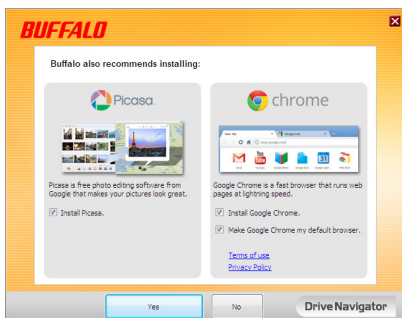 BUFFALO
Buffalo also recommends installing:
Picasa
Picasa is free photo editing software from
Google that makes your pictures look great.
Install Picasa.
chrome
Google Chrome is a fast browser that runs web
pages at lightning speed.
Install Google Chrome.
Make Google Chrome my default browser.
Terms of use
Privacy Policy
Yes
No
DriveNavigator